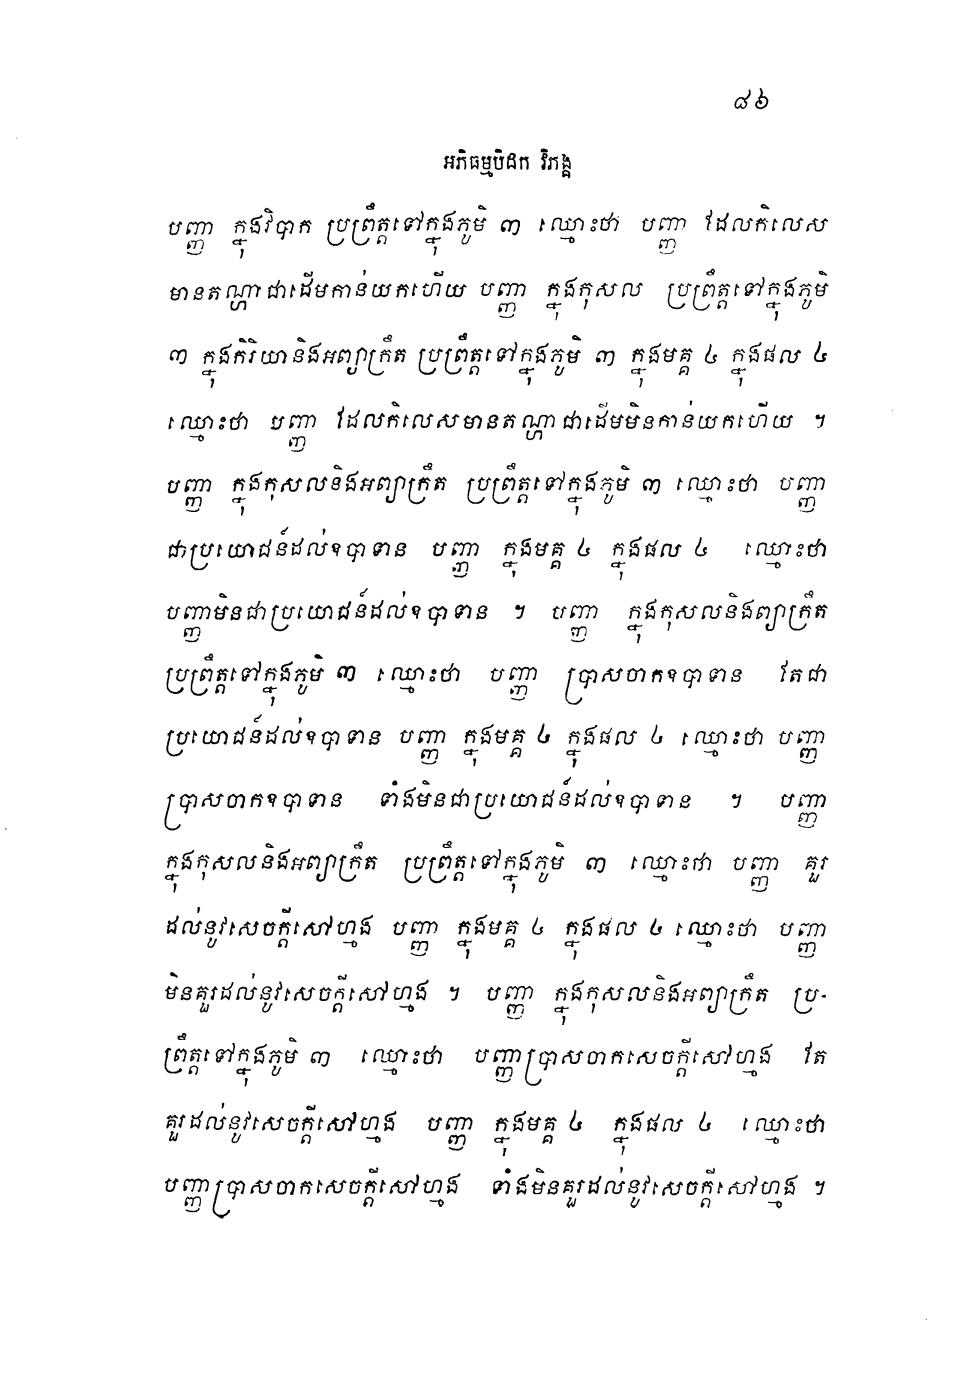 ៨៦
អភិធម្មបិដក វិភង្គ
បញ្ញា ក្នុងវិបាក ប្រព្រឹត្តទៅក្នុងភូមិ ៣ ឈ្មោះថា បញ្ញា ដែលកិលេស
មានតណ្ហាជាដើមកាន់យកហើយ បញ្ញា ក្នុងកុសល ប្រព្រឹត្តទៅក្នុងភូមិ
៣ ក្នុងកិរិយានិងអព្យាក្រឹត ប្រព្រឹត្តទៅក្នុងភូមិ ៣ ក្នុងមគ្គ ៤ ក្នុងផល ៤
ឈ្មោះថា បញ្ញា ដែលកិលេសមានតណ្ហាជាដើមមិនកាន់យកហើយ ។
បញ្ញា ក្នុងកុសលនិងអព្យាក្រឹត ប្រព្រឹត្តទៅក្នុងភូមិ ៣ ឈ្មោះថា បញ្ញា
ជាប្រយោជន៍ដល់ឧបាទាន បញ្ញា ក្នុងមគ្គ ៤ ក្នុងផល ៤ ឈ្មោះថា
បញ្ញាមិនជាប្រយោជន៍ដល់ឧបាទាន ។ បញ្ញា ក្នុងកុសលនិងព្យាក្រឹត
ប្រព្រឹត្តទៅក្នុងភូមិ ៣ ឈ្មោះថា បញ្ញា ប្រាសចាកឧបាទាន តែជា
ប្រយោជន៍ដល់ឧបាទាន បញ្ញា ក្នុងមគ្គ ៤ ក្នុងផល ៤ ឈ្មោះថា បញ្ញា
ប្រាសចាកឧបាទាន ទាំងមិនជាប្រយោជន៍ដល់ឧបាទាន ។ បញ្ញា
ក្នុងកុសលនិងអព្យាក្រឹត ប្រព្រឹត្តទៅក្នុងភូមិ ៣ ឈ្មោះថា បញ្ញា គួរ
ដល់នូវសេចក្តីសៅហ្មង បញ្ញា ក្នុងមគ្គ ៤ ក្នុងផល ៤ ឈ្មោះថា បញ្ញា
មិនគួរដល់នូវសេចក្តីសៅហ្មង ។ បញ្ញា ក្នុងកុសលនិងអព្យាក្រឹត ប្រ-
ព្រឹត្តទៅក្នុងភូមិ ៣ ឈ្មោះថា បញ្ញាប្រាសចាកសេចក្តីសៅហ្មង តែ
គួរដល់នូវសេចក្តីសៅហ្មង បញ្ញា ក្នុងមគ្គ ៤ ក្នុងផល ៤ ឈ្មោះថា
បញ្ញាប្រាសចាកសេចក្តីសៅហ្មង ទាំងមិនគួរដល់នូវសេចក្តីសៅហ្មង ។